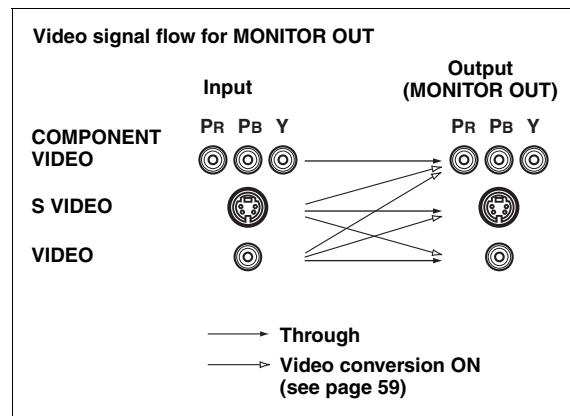 Video signal flow for MONITOR OUT
Input
Output
(MONITOR OUT)
PR PB Y
PR PB Y
COMPONENT
VIDEO
S VIDEO
VIDEO
Through
Video conversion ON
(see page 59)